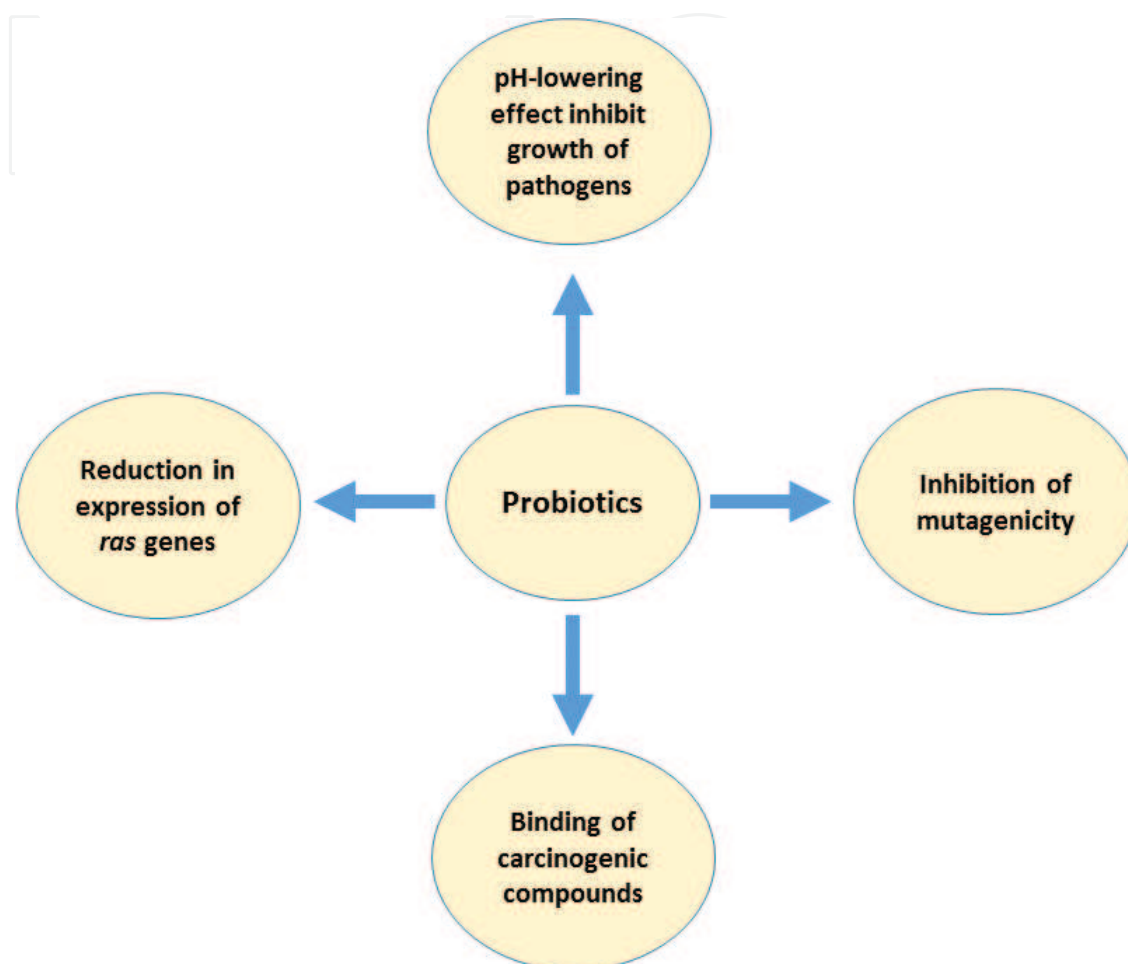 pH-lowering
effect inhibit
growth of
pathogens
Reduction in
expression of
ras genes
Probiotics
Inhibition of
mutagenicity
Binding of
carcinogenic
compounds